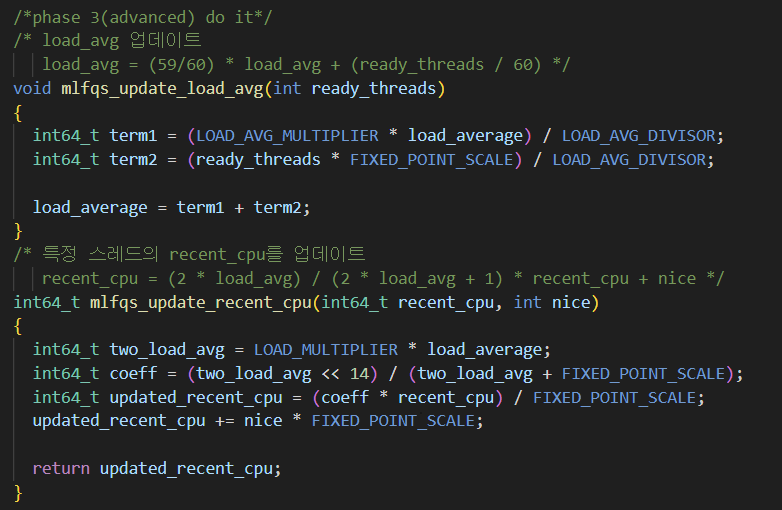 /*phase 3(advanced) do it*/
/* load_avg 업데이트
load_avg = (59/60) * load_avg + (ready_threads / 60) */
void mlfqs_update_load_avg(int ready_threads)
{
int64_t term1 = (LOAD_AVG_MULTIPLIER * load_average) / LOAD_AVG_DIVISOR;
int64_t term2 = (ready_threads * FIXED_POINT_SCALE) / LOAD_AVG_DIVISOR;
load_average = term1 + term2;
}
/* 특정 스레드의 recent_cpu를 업데이트
recent_cpu = (2 * load_avg) / (2 * load_avg + 1) * recent_cpu + nice */
int64_t mlfqs_update_recent_cpu(int64_t recent_cpu, int nice)
{
int64_t two_load_avg = LOAD_MULTIPLIER * load_average;
int64_t coeff = (two_load_avg << 14) / (two_load_avg + FIXED_POINT_SCALE);
int64_t updated_recent_cpu = (coeff * recent_cpu) / FIXED_POINT_SCALE;
updated_recent_cpu += nice * FIXED_POINT_SCALE;
return updated_recent_cpu;
}